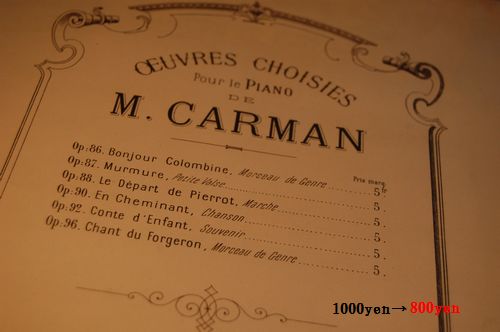 ŒUVRES CHOISIES
Pour le PIANO
DE
M. CARMAN
Prix marq.
Op: 86. Bonjour Colombine, Morceau de Genre 5 fr
Op: 87. Murmure, Petite Valse 5.
Op: 88. Le Départ de Pierrot, Marche 5.
Op: 90. En Cheminant, Chanson 5.
Op: 92. Conte d'Enfant, Souvenir 5.
Op: 96. Chant du Forgeron, Morceau de Genre 5.
1000yen→800yen